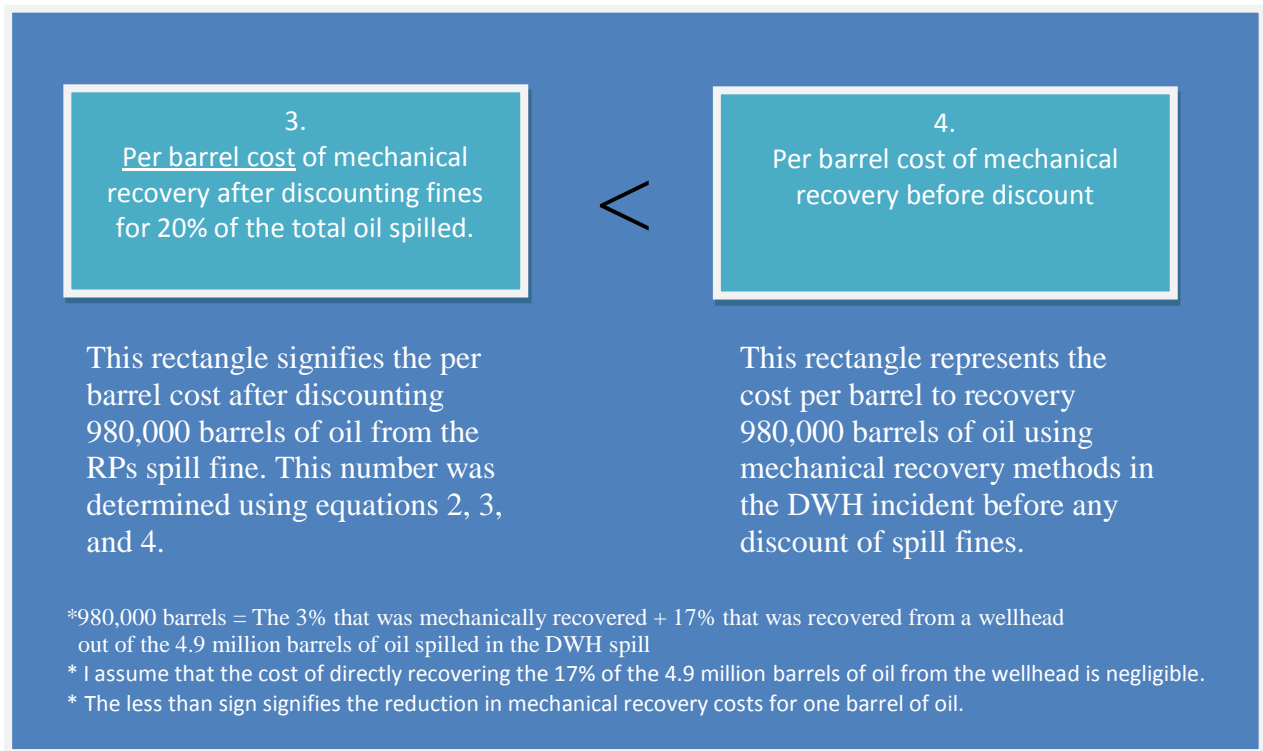 3.
Per barrel cost of mechanical
recovery after discounting fines
for 20% of the total oil spilled.
<
4.
Per barrel cost of mechanical
recovery before discount
This rectangle signifies the per
barrel cost after discounting
980,000 barrels of oil from the
RPs spill fine. This number was
determined using equations 2, 3,
and 4.
This rectangle represents the
cost per barrel to recovery
980,000 barrels of oil using
mechanical recovery methods in
the DWH incident before any
discount of spill fines.
*980,000 barrels = The 3% that was mechanically recovered + 17% that was recovered from a wellhead
out of the 4.9 million barrels of oil spilled in the DWH spill
* I assume that the cost of directly recovering the 17% of the 4.9 million barrels of oil from the wellhead is negligible.
* The less than sign signifies the reduction in mechanical recovery costs for one barrel of oil.